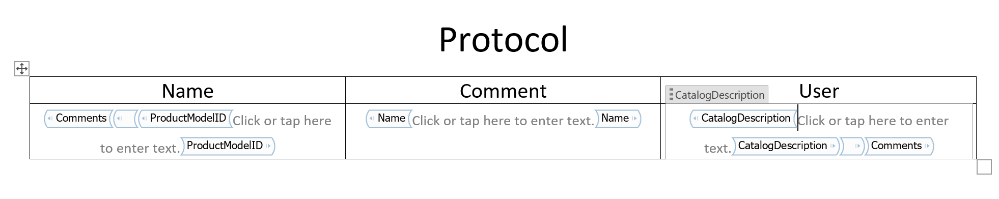 Protocol
Name Comment CatalogDescription User
Comments ProductModelID Click or tap here
to enter text. ProductModelID
Name Click or tap here to enter text. Name
CatalogDescription Click or tap here to enter
text. CatalogDescription Comments